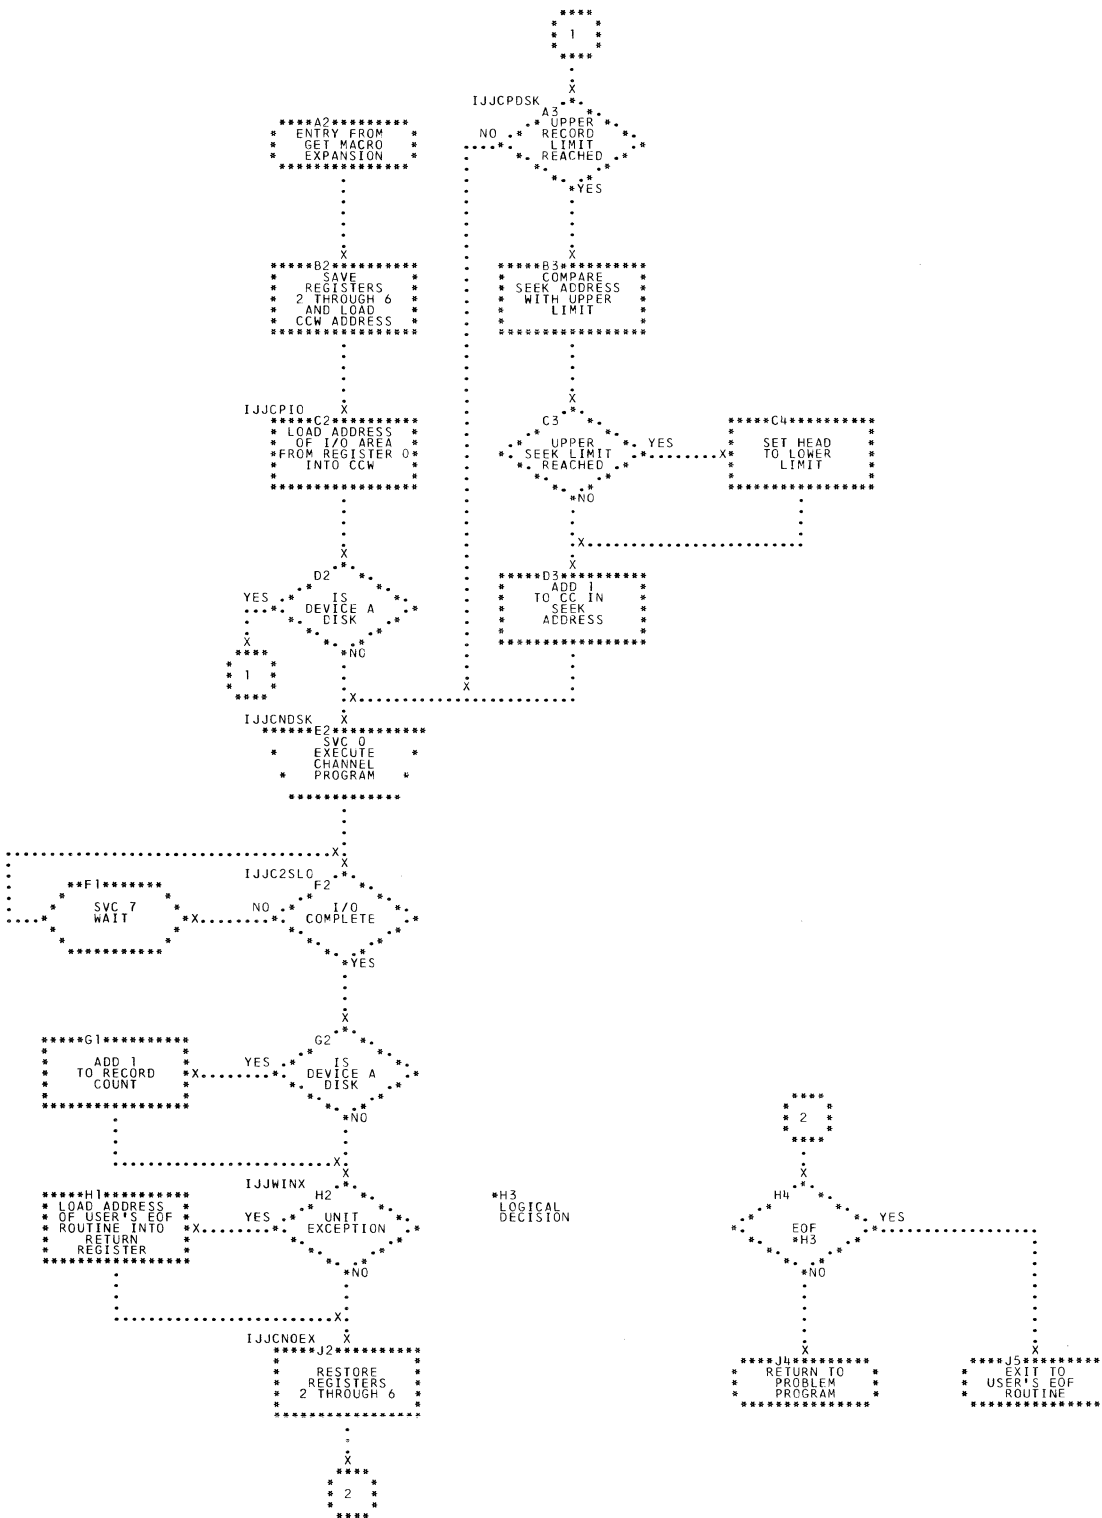 1
IJJCPDSK
A3
UPPER
RECORD
LIMIT
REACHED
NO
YES
A2
ENTRY FROM
GET MACRO
EXPANSION
B2
SAVE
REGISTERS
2 THROUGH 6
AND LOAD
CCW ADDRESS
B3
COMPARE
SEEK ADDRESS
WITH UPPER
LIMIT
IJJCPIO
C2
LOAD ADDRESS
OF I/O AREA
FROM REGISTER 0
INTO CCW
C3
UPPER
SEEK LIMIT
REACHED
YES
NO
C4
SET HEAD
TO LOWER
LIMIT
D2
IS
DEVICE A
DISK
YES
NO
1
D3
ADD 1
TO CC IN
SEEK
ADDRESS
IJJCNDSK
E2
SVC 0
EXECUTE
CHANNEL
PROGRAM
IJJC2SLO
F1
SVC 7
WAIT
NO
F2
I/O
COMPLETE
YES
G1
ADD 1
TO RECORD
COUNT
YES
G2
IS
DEVICE A
DISK
NO
IJJWINX
H1
LOAD ADDRESS
OF USER'S EOF
ROUTINE INTO
RETURN
REGISTER
YES
H2
UNIT
EXCEPTION
NO
*H3
LOGICAL
DECISION
2
H4
EOF
*H3
YES
NO
IJJCNOEX
J2
RESTORE
REGISTERS
2 THROUGH 6
J4
RETURN TO
PROBLEM
PROGRAM
J5
EXIT TO
USER'S EOF
ROUTINE
2